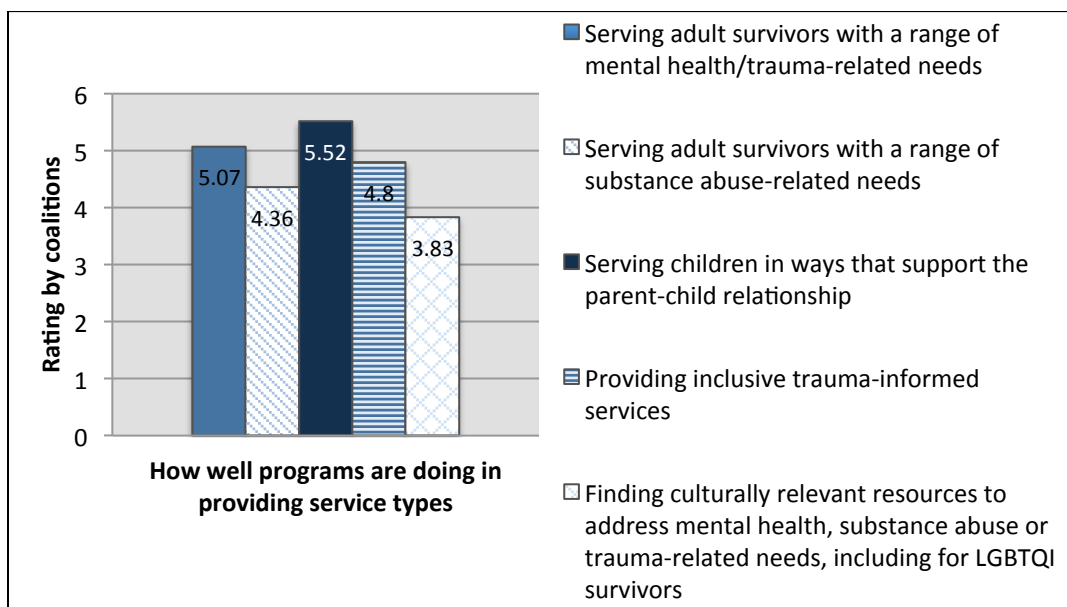 6
5
4
3
2
1
0
Rating by coalitions
5.07
4.36
5.52
4.8
3.83
How well programs are doing in
providing service types
Serving adult survivors with a range of
mental health/trauma-related needs
Serving adult survivors with a range of
substance abuse-related needs
Serving children in ways that support the
parent-child relationship
Providing inclusive trauma-informed
services
Finding culturally relevant resources to
address mental health, substance abuse or
trauma-related needs, including for LGBTQI
survivors